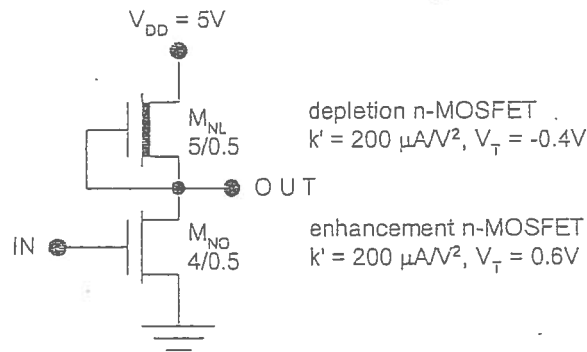 V_DD = 5V
M_NL
5/0.5
depletion n-MOSFET
k' = 200 μA/V², V_T = -0.4V
OUT
IN
M_NO
4/0.5
enhancement n-MOSFET
k' = 200 μA/V², V_T = 0.6V